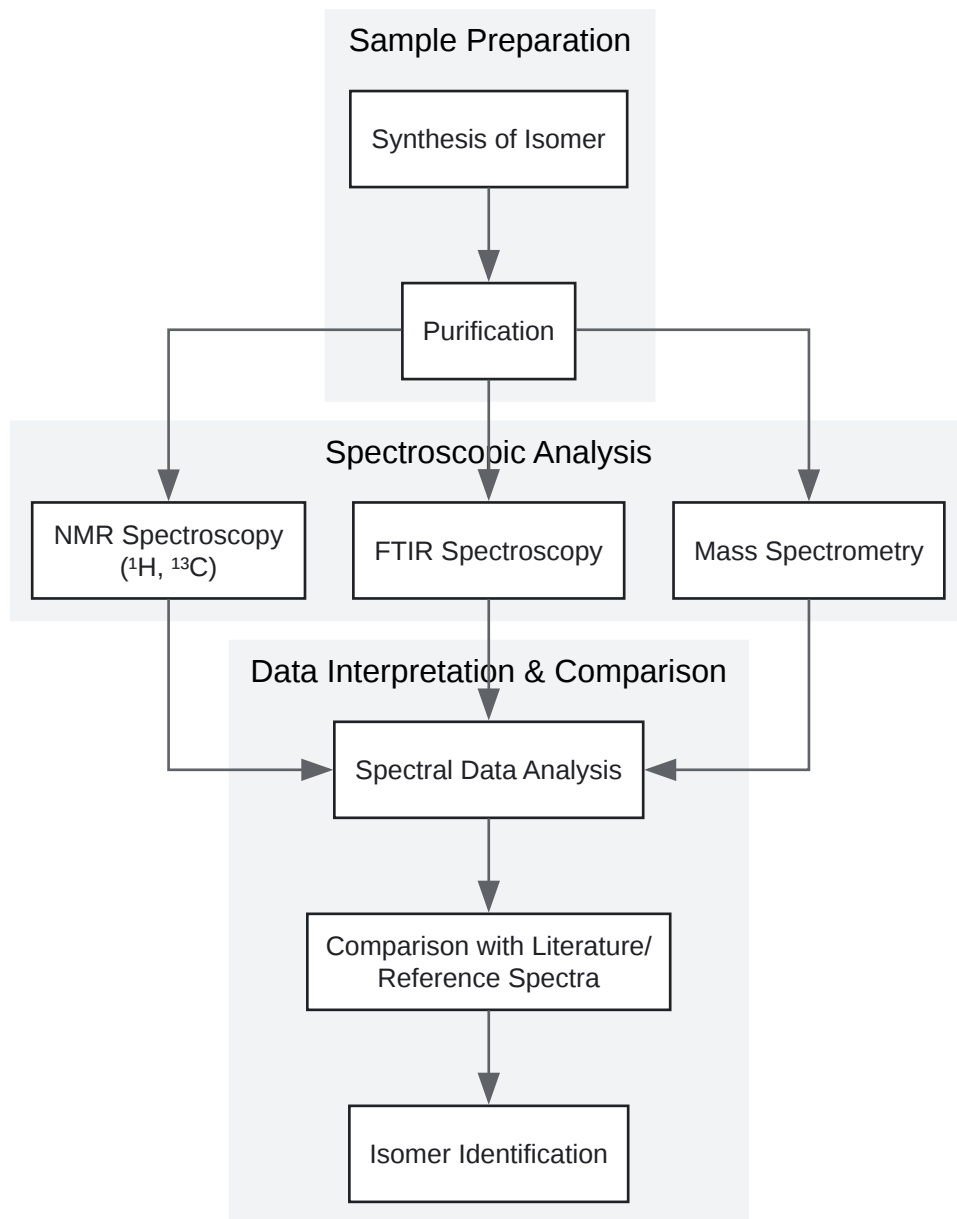 Sample Preparation
Synthesis of Isomer
Purification
Spectroscopic Analysis
NMR Spectroscopy
(¹H, ¹³C)
FTIR Spectroscopy
Mass Spectrometry
Data Interpretation & Comparison
Spectral Data Analysis
Comparison with Literature/
Reference Spectra
Isomer Identification